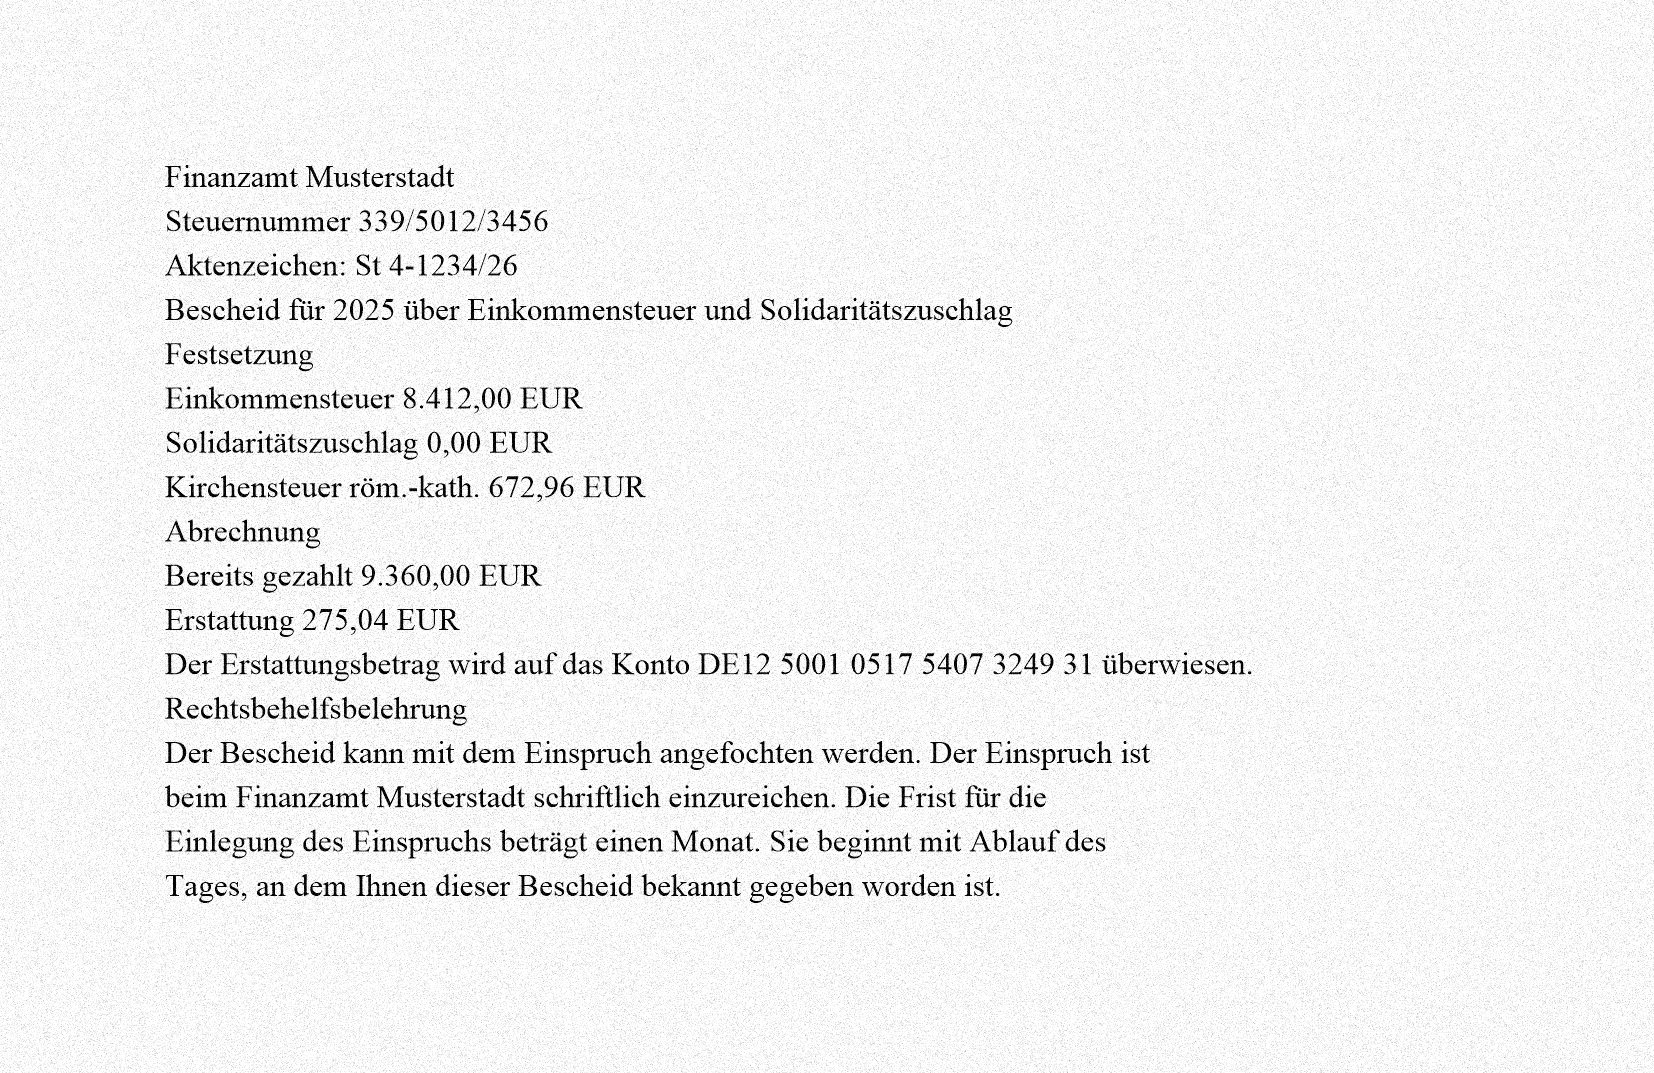 Finanzamt Musterstadt
Steuernummer 339/5012/3456
Aktenzeichen: St 4-1234/26
Bescheid für 2025 über Einkommensteuer und Solidaritätszuschlag
Festsetzung
Einkommensteuer 8.412,00 EUR
Solidaritätszuschlag 0,00 EUR
Kirchensteuer röm.-kath. 672,96 EUR
Abrechnung
Bereits gezahlt 9.360,00 EUR
Erstattung 275,04 EUR
Der Erstattungsbetrag wird auf das Konto DE12 5001 0517 5407 3249 31 überwiesen.
Rechtsbehelfsbelehrung
Der Bescheid kann mit dem Einspruch angefochten werden. Der Einspruch ist
beim Finanzamt Musterstadt schriftlich einzureichen. Die Frist für die
Einlegung des Einspruchs beträgt einen Monat. Sie beginnt mit Ablauf des
Tages, an dem Ihnen dieser Bescheid bekannt gegeben worden ist.